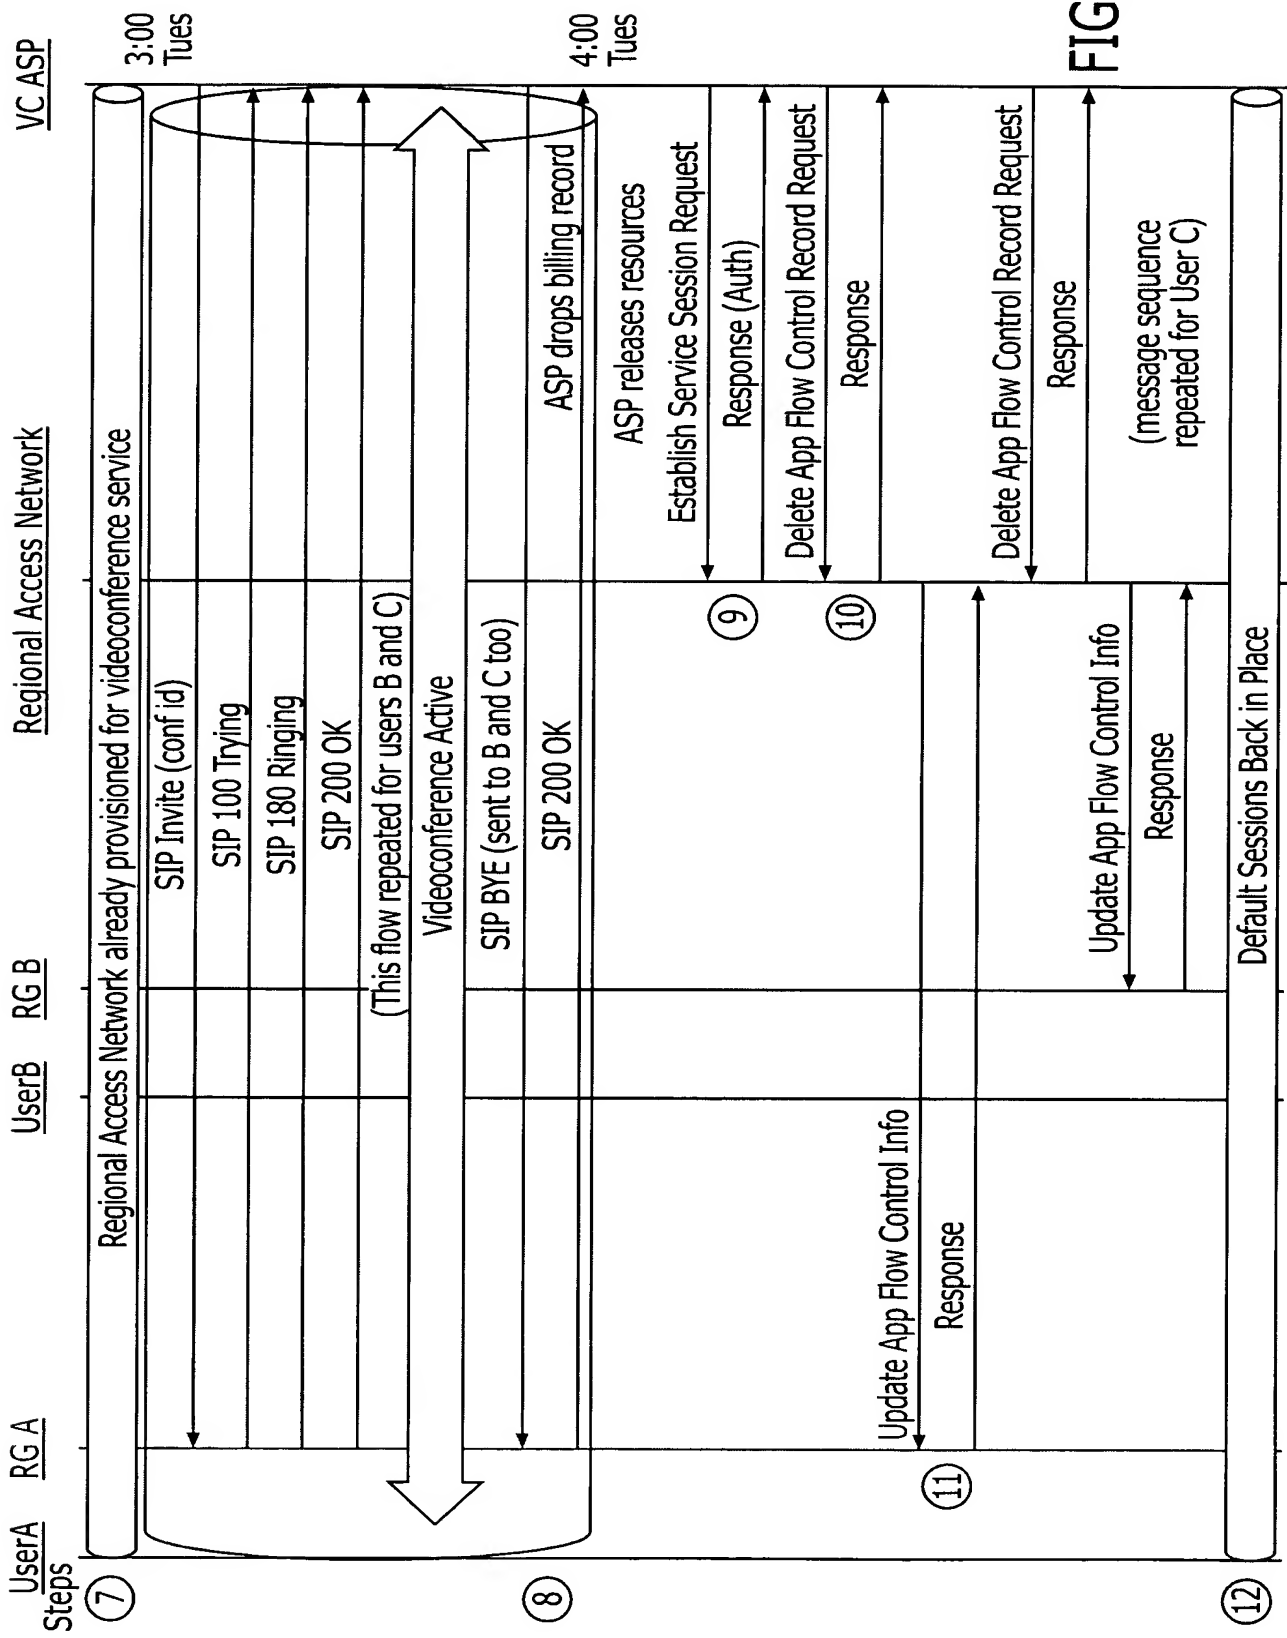 UserA
RG A
UserB
RG B
Regional Access Network
VC ASP
Steps
7
Regional Access Network already provisioned for videoconference service
3:00
Tues
SIP Invite (conf id)
SIP 100 Trying
SIP 180 Ringing
SIP 200 OK
(This flow repeated for users B and C)
Videoconference Active
8
SIP BYE (sent to B and C too)
SIP 200 OK
ASP drops billing record
4:00
Tues
ASP releases resources
Establish Service Session Request
9
Response (Auth)
Delete App Flow Control Record Request
10
Response
Update App Flow Control Info
11
Response
Delete App Flow Control Record Request
Response
Update App Flow Control Info
Response
(message sequence
repeated for User C)
12
Default Sessions Back in Place
FIG